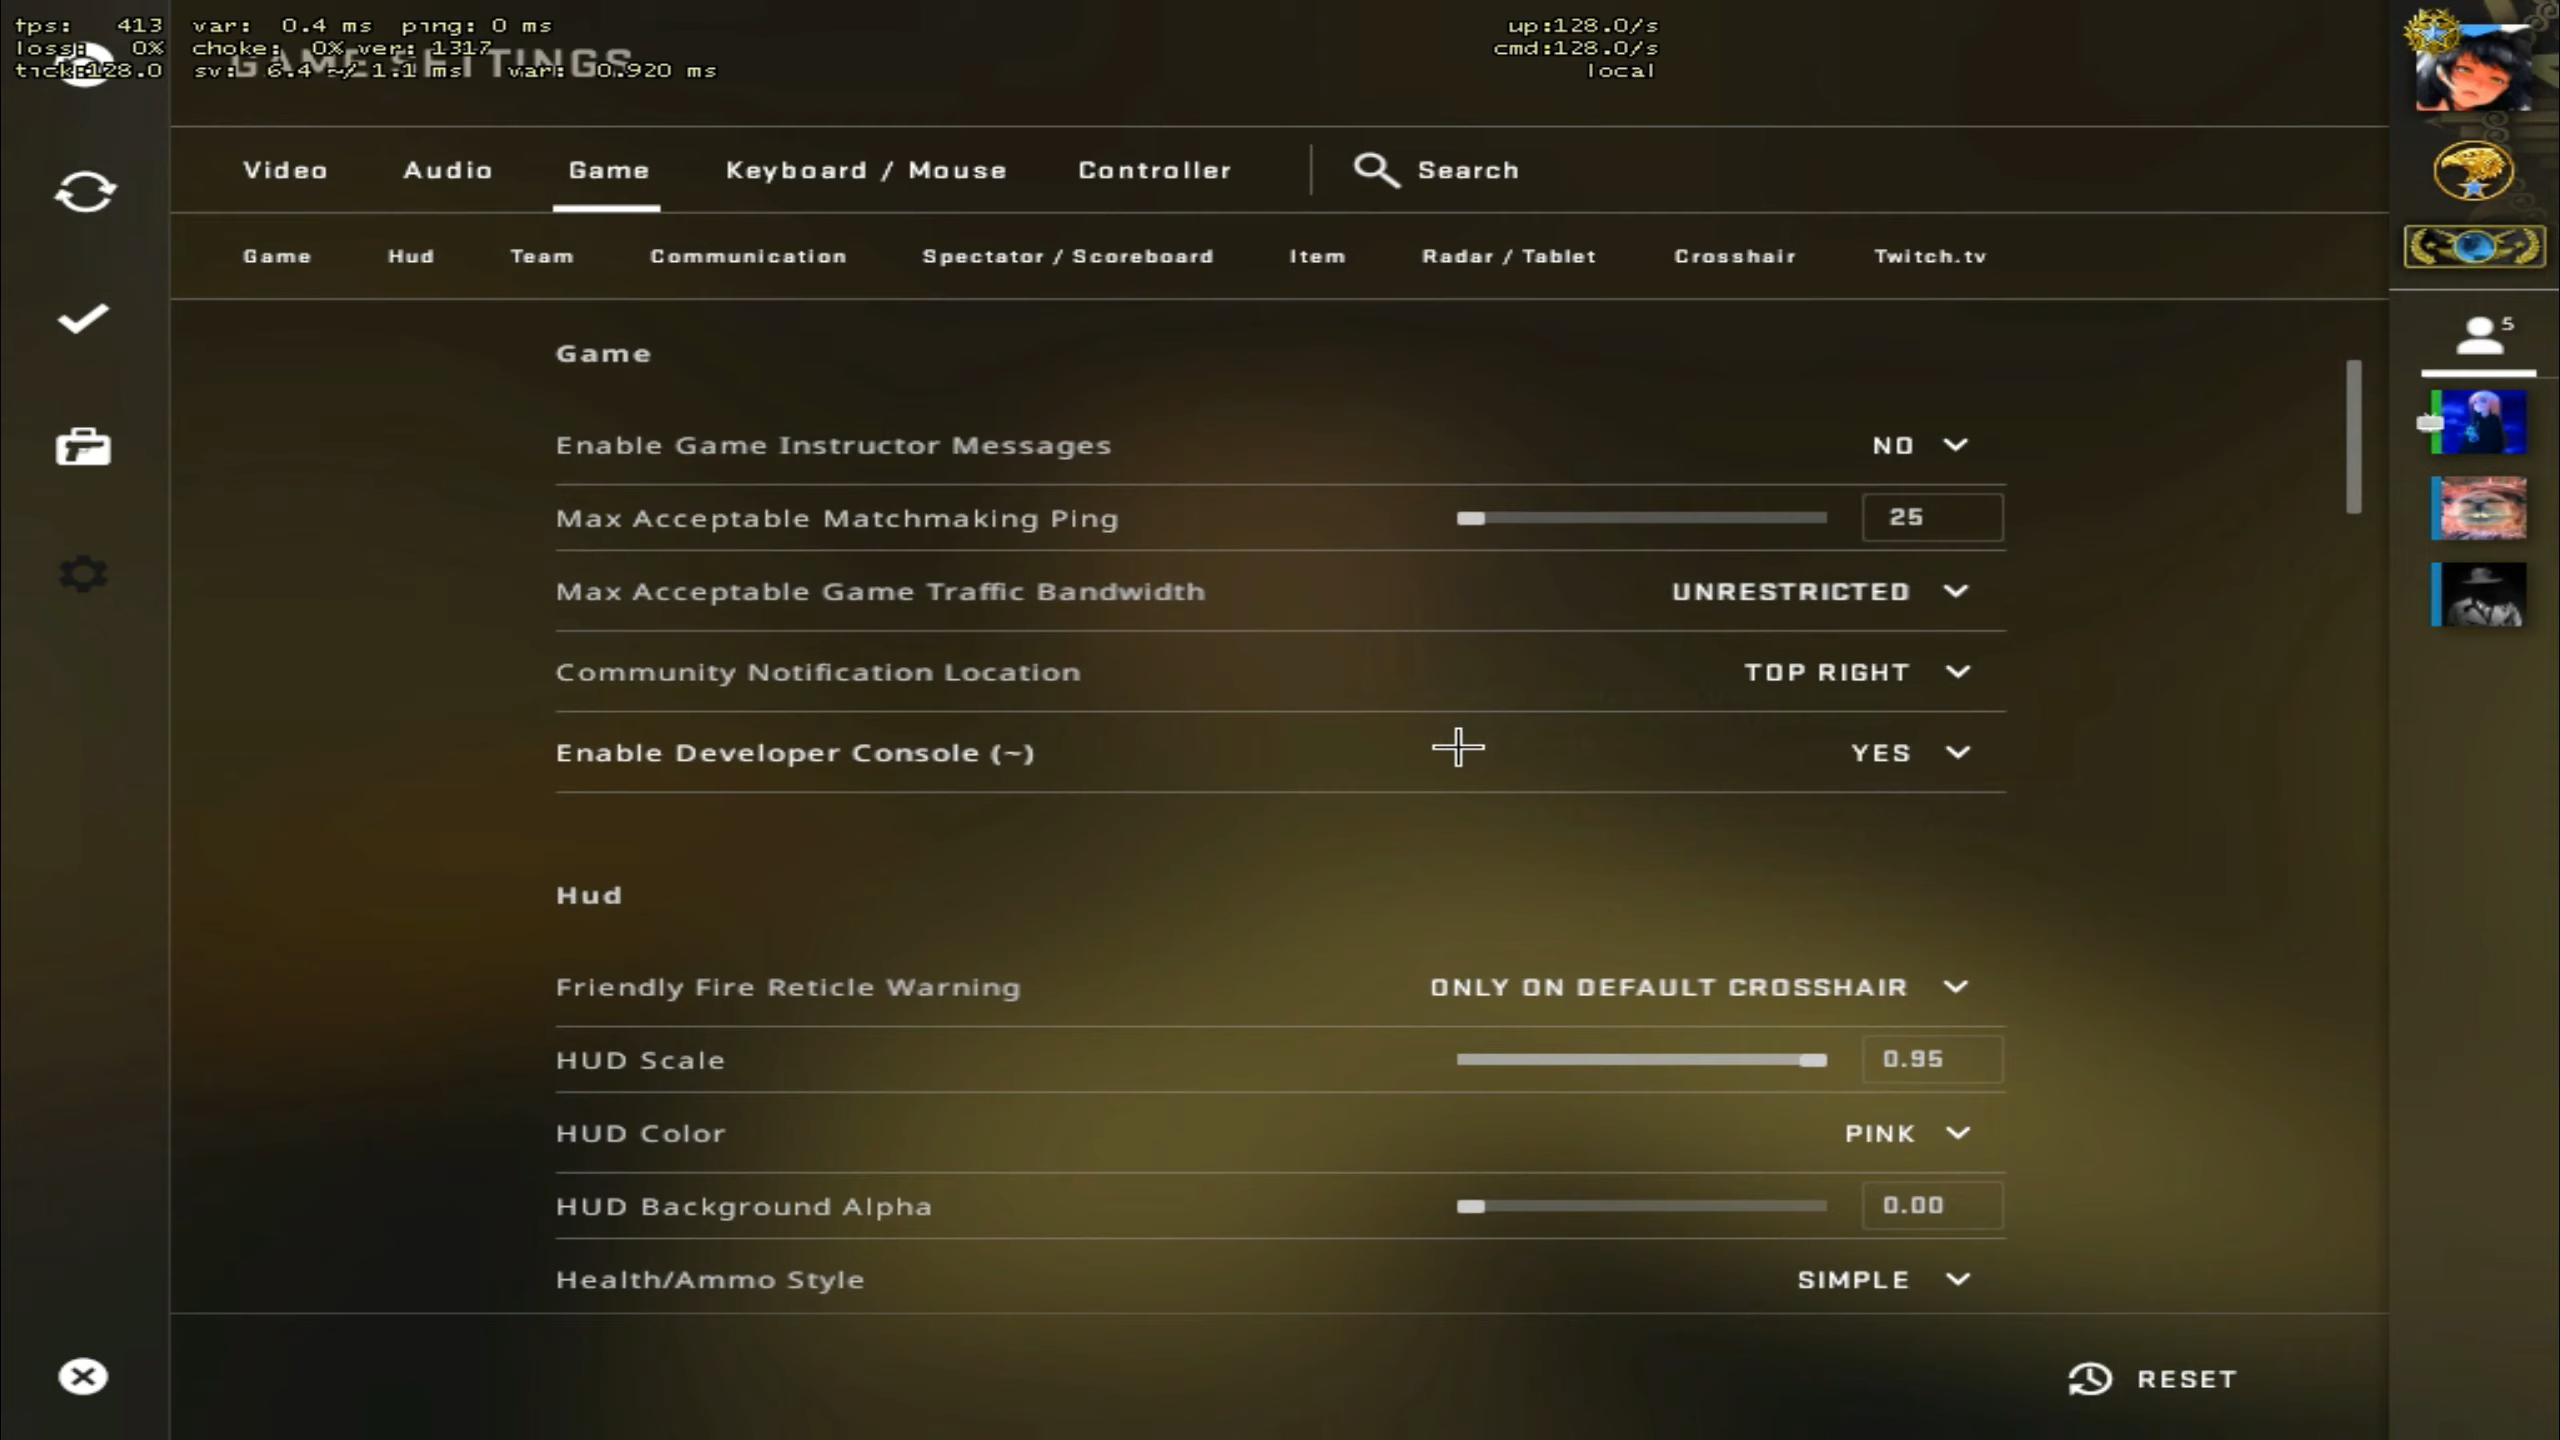 fps: 413 var: 0.4 ms ping: 0 ms
loss: 0% choke: 0% ver: 1317
tick:128.0 sv: 6.4 ~/ 1.1 ms var: 0.920 ms
up:128.0/s
cmd:128.0/s
local
GAME SETTINGS
Video Audio Game Keyboard / Mouse Controller Search
Game Hud Team Communication Spectator / Scoreboard Item Radar / Tablet Crosshair Twitch.tv
5
Game
Enable Game Instructor Messages NO
Max Acceptable Matchmaking Ping 25
Max Acceptable Game Traffic Bandwidth UNRESTRICTED
Community Notification Location TOP RIGHT
Enable Developer Console (~) YES
Hud
Friendly Fire Reticle Warning ONLY ON DEFAULT CROSSHAIR
HUD Scale 0.95
HUD Color PINK
HUD Background Alpha 0.00
Health/Ammo Style SIMPLE
RESET